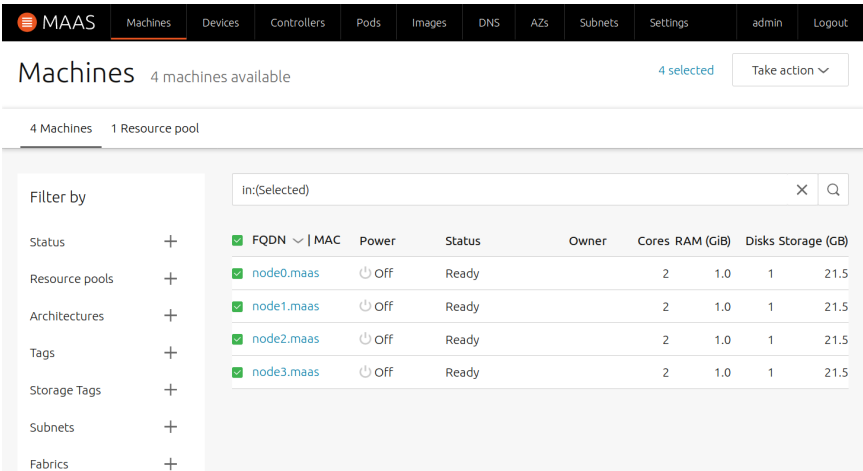 MAAS Machines Devices Controllers Pods Images DNS AZs Subnets Settings admin Logout
Machines 4 machines available 4 selected Take action
4 Machines 1 Resource pool
Filter by
Status
Resource pools
Architectures
Tags
Storage Tags
Subnets
Fabrics
in:(Selected)
FQDN | MAC Power Status Owner Cores RAM (GiB) Disks Storage (GB)
node0.maas Off Ready 2 1.0 1 21.5
node1.maas Off Ready 2 1.0 1 21.5
node2.maas Off Ready 2 1.0 1 21.5
node3.maas Off Ready 2 1.0 1 21.5